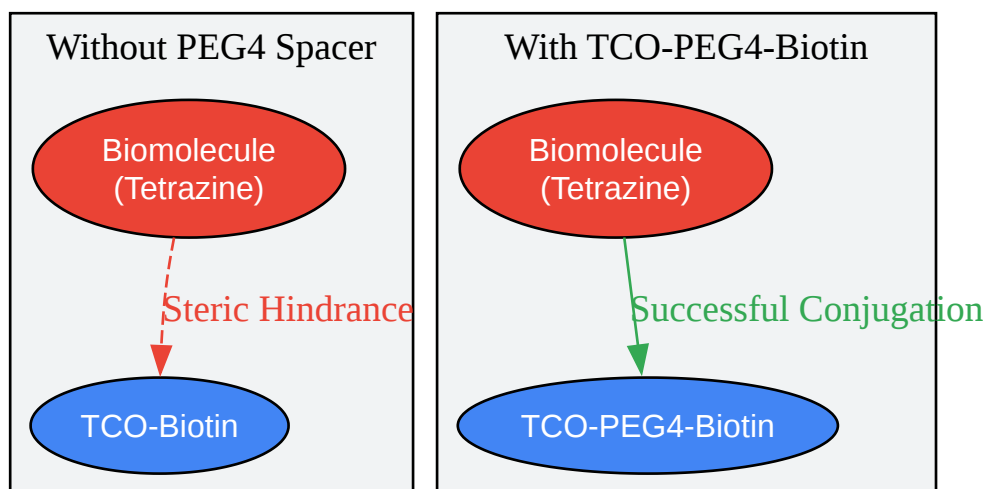 Without PEG4 Spacer
Biomolecule
(Tetrazine)
Steric Hindrance
TCO-Biotin
With TCO-PEG4-Biotin
Biomolecule
(Tetrazine)
Successful Conjugation
TCO-PEG4-Biotin